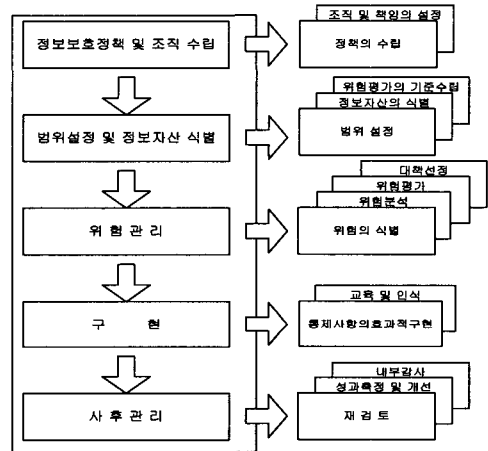 조직 및 책임의 설정
정보보호정책 및 조직 수립
정책의 수립
위험평가의 기준수립
정보자산의 식별
범위설정 및 정보자산 식별
범위 설정
대책선정
위험평가
위험분석
위험관리
위험의 식별
교육 및 인식
구 현
통제사항의효과적구현
내부감사
성과측정 및 개선
사후관리
재검토